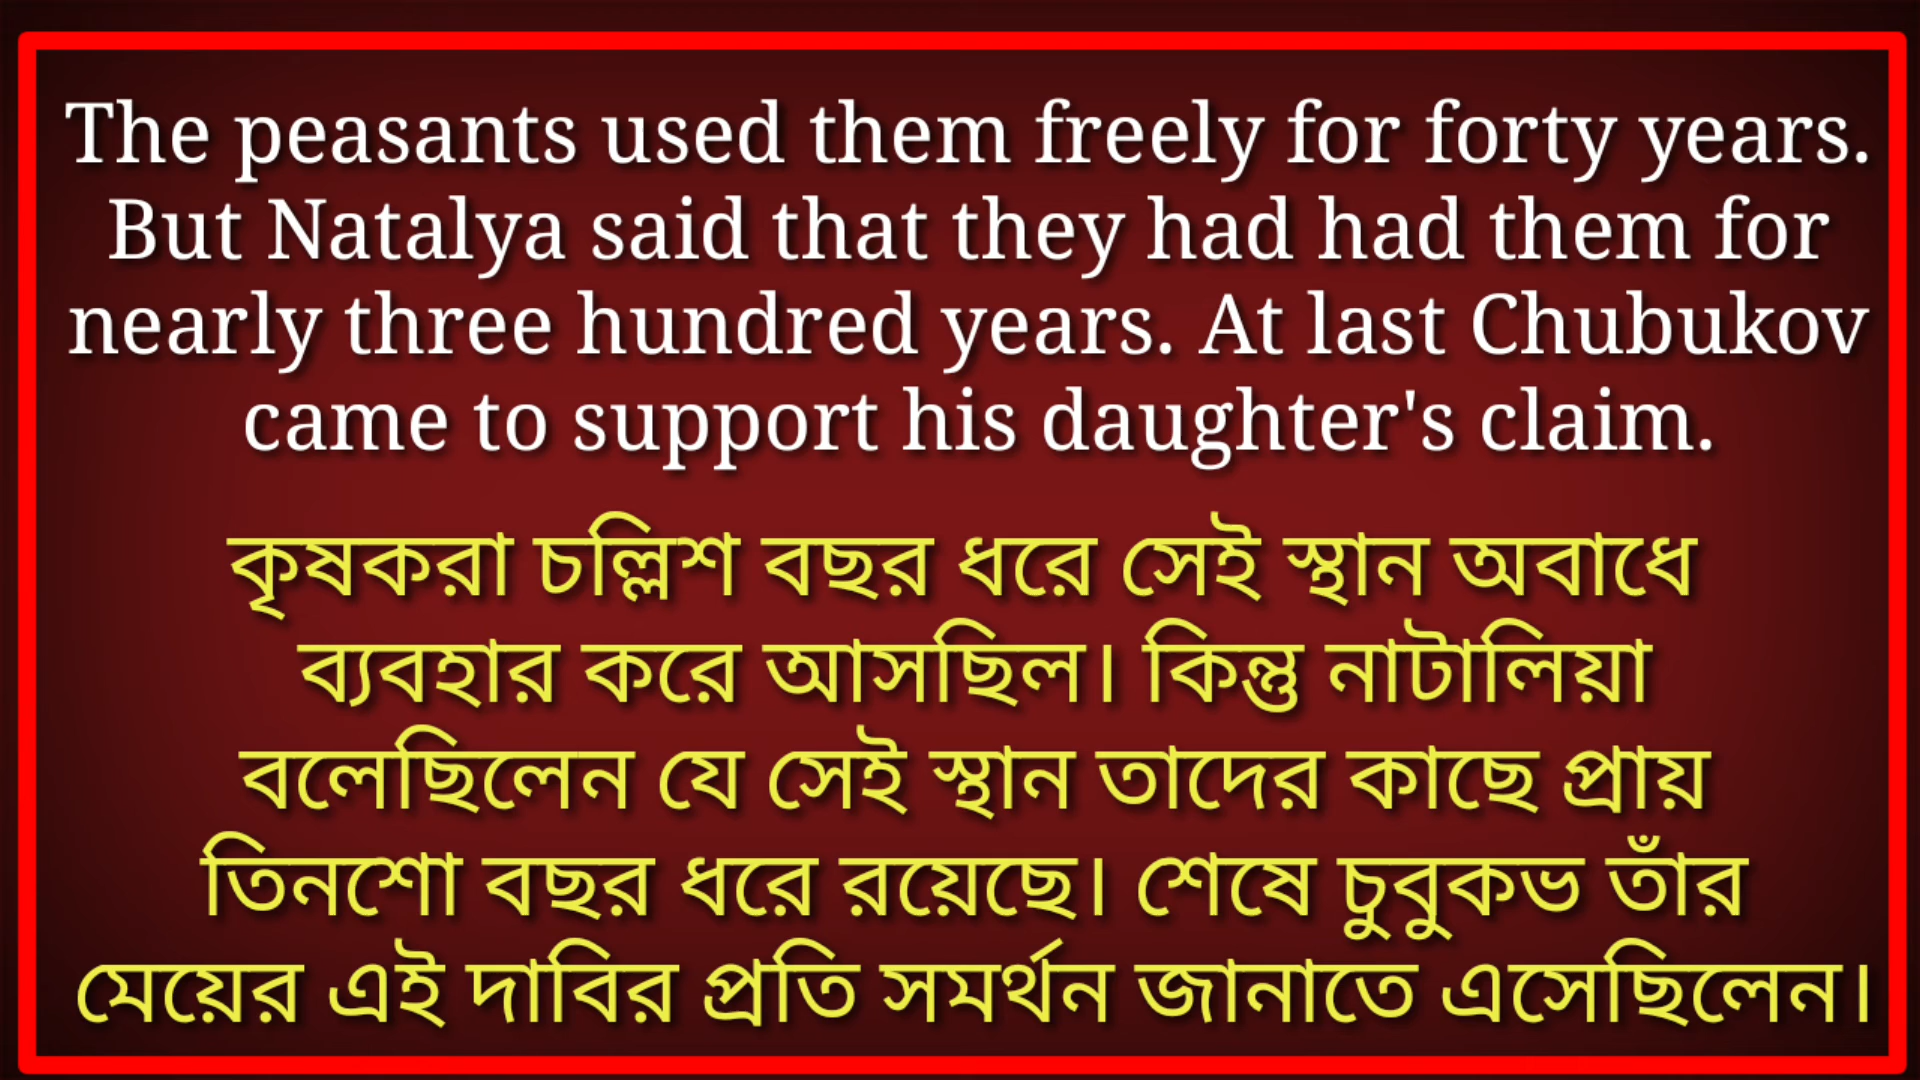 The peasants used them freely for forty years.
But Natalya said that they had had them for
nearly three hundred years. At last Chubukov
came to support his daughter's claim.
কৃষকরা চল্লিশ বছর ধরে সেই স্থান অবাধে
ব্যবহার করে আসছিল। কিন্তু নাটালিয়া
বলেছিলেন যে সেই স্থান তাদের কাছে প্রায়
তিনশো বছর ধরে রয়েছে। শেষে চুবুকভ তাঁর
মেয়ের এই দাবির প্রতি সমর্থন জানাতে এসেছিলেন।